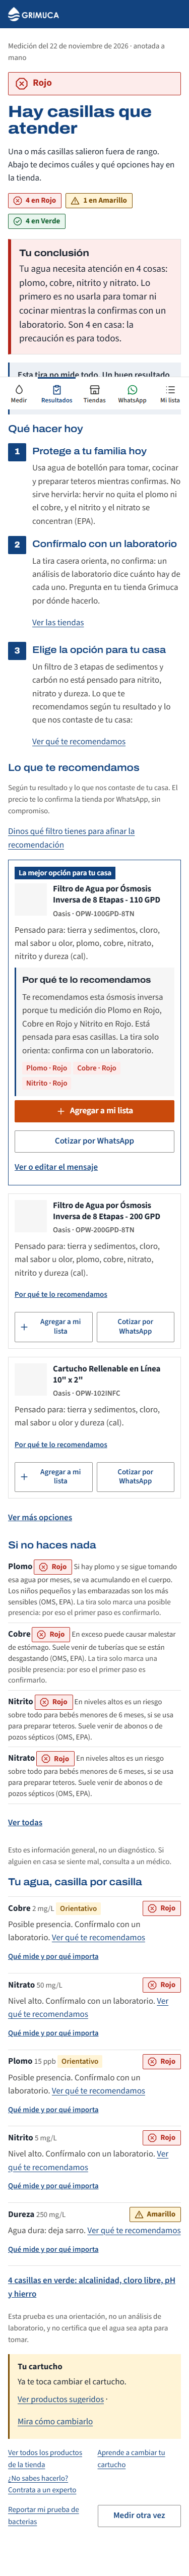 GRIMUCA
Medición del 22 de noviembre de 2026 · anotada a
mano
Rojo
Hay casillas que
atender
Una o más casillas salieron fuera de rango.
Abajo te decimos cuáles y qué opciones hay en
la tienda.
4 en Rojo
1 en Amarillo
4 en Verde
Tu conclusión
Tu agua necesita atención en 4 cosas:
plomo, cobre, nitrito y nitrato. Lo
primero es no usarla para tomar ni
cocinar mientras la confirmas con un
laboratorio. Son 4 en casa: la
precaución es para todos.
Esta tira no mide todo. Un buen resultado
Medir
Resultados
Tiendas
WhatsApp
Mi lista
Qué hacer hoy
1
Protege a tu familia hoy
Usa agua de botellón para tomar, cocinar
y preparar teteros mientras confirmas. No
sirve hervirla: hervir no quita el plomo ni
el cobre, y el nitrito y el nitrato se
concentran (EPA).
2
Confírmalo con un laboratorio
La tira casera orienta, no confirma: un
análisis de laboratorio dice cuánto hay de
cada uno. Pregunta en tu tienda Grimuca
por dónde hacerlo.
Ver las tiendas
3
Elige la opción para tu casa
Un filtro de 3 etapas de sedimentos y
carbón no está pensado para nitrito,
nitrato y dureza. Lo que te
recomendamos según tu resultado y lo
que nos contaste de tu casa:
Ver qué te recomendamos
Lo que te recomendamos
Según tu resultado y lo que nos contaste de tu casa. El
precio te lo confirma la tienda por WhatsApp, sin
compromiso.
Dinos qué filtro tienes para afinar la
recomendación
La mejor opción para tu casa
Filtro de Agua por Ósmosis
Inversa de 8 Etapas - 110 GPD
Oasis · OPW-100GPD-8TN
Pensado para: tierra y sedimentos, cloro,
mal sabor u olor, plomo, cobre, nitrato,
nitrito y dureza (cal).
Por qué te lo recomendamos
Te recomendamos esta ósmosis inversa
porque tu medición dio Plomo en Rojo,
Cobre en Rojo y Nitrito en Rojo. Está
pensada para esas casillas. La tira solo
orienta: confirma con un laboratorio.
Plomo · Rojo
Cobre · Rojo
Nitrito · Rojo
Agregar a mi lista
Cotizar por WhatsApp
Ver o editar el mensaje
Filtro de Agua por Ósmosis
Inversa de 8 Etapas - 200 GPD
Oasis · OPW-200GPD-8TN
Pensado para: tierra y sedimentos, cloro,
mal sabor u olor, plomo, cobre, nitrato,
nitrito y dureza (cal).
Por qué te lo recomendamos
Agregar a mi
lista
Cotizar por
WhatsApp
Cartucho Rellenable en Línea
10" x 2"
Oasis · OPW-102INFC
Pensado para: tierra y sedimentos, cloro,
mal sabor u olor y dureza (cal).
Por qué te lo recomendamos
Agregar a mi
lista
Cotizar por
WhatsApp
Ver más opciones
Si no haces nada
Plomo Rojo Si hay plomo y se sigue tomando
esa agua por meses, se va acumulando en el cuerpo.
Los niños pequeños y las embarazadas son los más
sensibles (OMS, EPA). La tira solo marca una posible
presencia: por eso el primer paso es confirmarlo.
Cobre Rojo En exceso puede causar malestar
de estómago. Suele venir de tuberías que se están
desgastando (OMS, EPA). La tira solo marca una
posible presencia: por eso el primer paso es
confirmarlo.
Nitrito Rojo En niveles altos es un riesgo
sobre todo para bebés menores de 6 meses, si se usa
para preparar teteros. Suele venir de abonos o de
pozos sépticos (OMS, EPA).
Nitrato Rojo En niveles altos es un riesgo
sobre todo para bebés menores de 6 meses, si se usa
para preparar teteros. Suele venir de abonos o de
pozos sépticos (OMS, EPA).
Ver todas
Esto es información general, no un diagnóstico. Si
alguien en casa se siente mal, consulta a un médico.
Tu agua, casilla por casilla
Cobre 2 mg/L Orientativo Rojo
Posible presencia. Confírmalo con un
laboratorio. Ver qué te recomendamos
Qué mide y por qué importa
Nitrato 50 mg/L Rojo
Nivel alto. Confírmalo con un laboratorio. Ver
qué te recomendamos
Qué mide y por qué importa
Plomo 15 ppb Orientativo Rojo
Posible presencia. Confírmalo con un
laboratorio. Ver qué te recomendamos
Qué mide y por qué importa
Nitrito 5 mg/L Rojo
Nivel alto. Confírmalo con un laboratorio. Ver
qué te recomendamos
Qué mide y por qué importa
Dureza 250 mg/L Amarillo
Agua dura: deja sarro. Ver qué te recomendamos
Qué mide y por qué importa
4 casillas en verde: alcalinidad, cloro libre, pH
y hierro
Esta prueba es una orientación, no un análisis de
laboratorio, y no certifica que el agua sea apta para
tomar.
Tu cartucho
Ya te toca cambiar el cartucho.
Ver productos sugeridos ·
Mira cómo cambiarlo
Ver todos los productos
de la tienda
Aprende a cambiar tu
cartucho
¿No sabes hacerlo?
Contrata a un experto
Reportar mi prueba de
bacterias
Medir otra vez